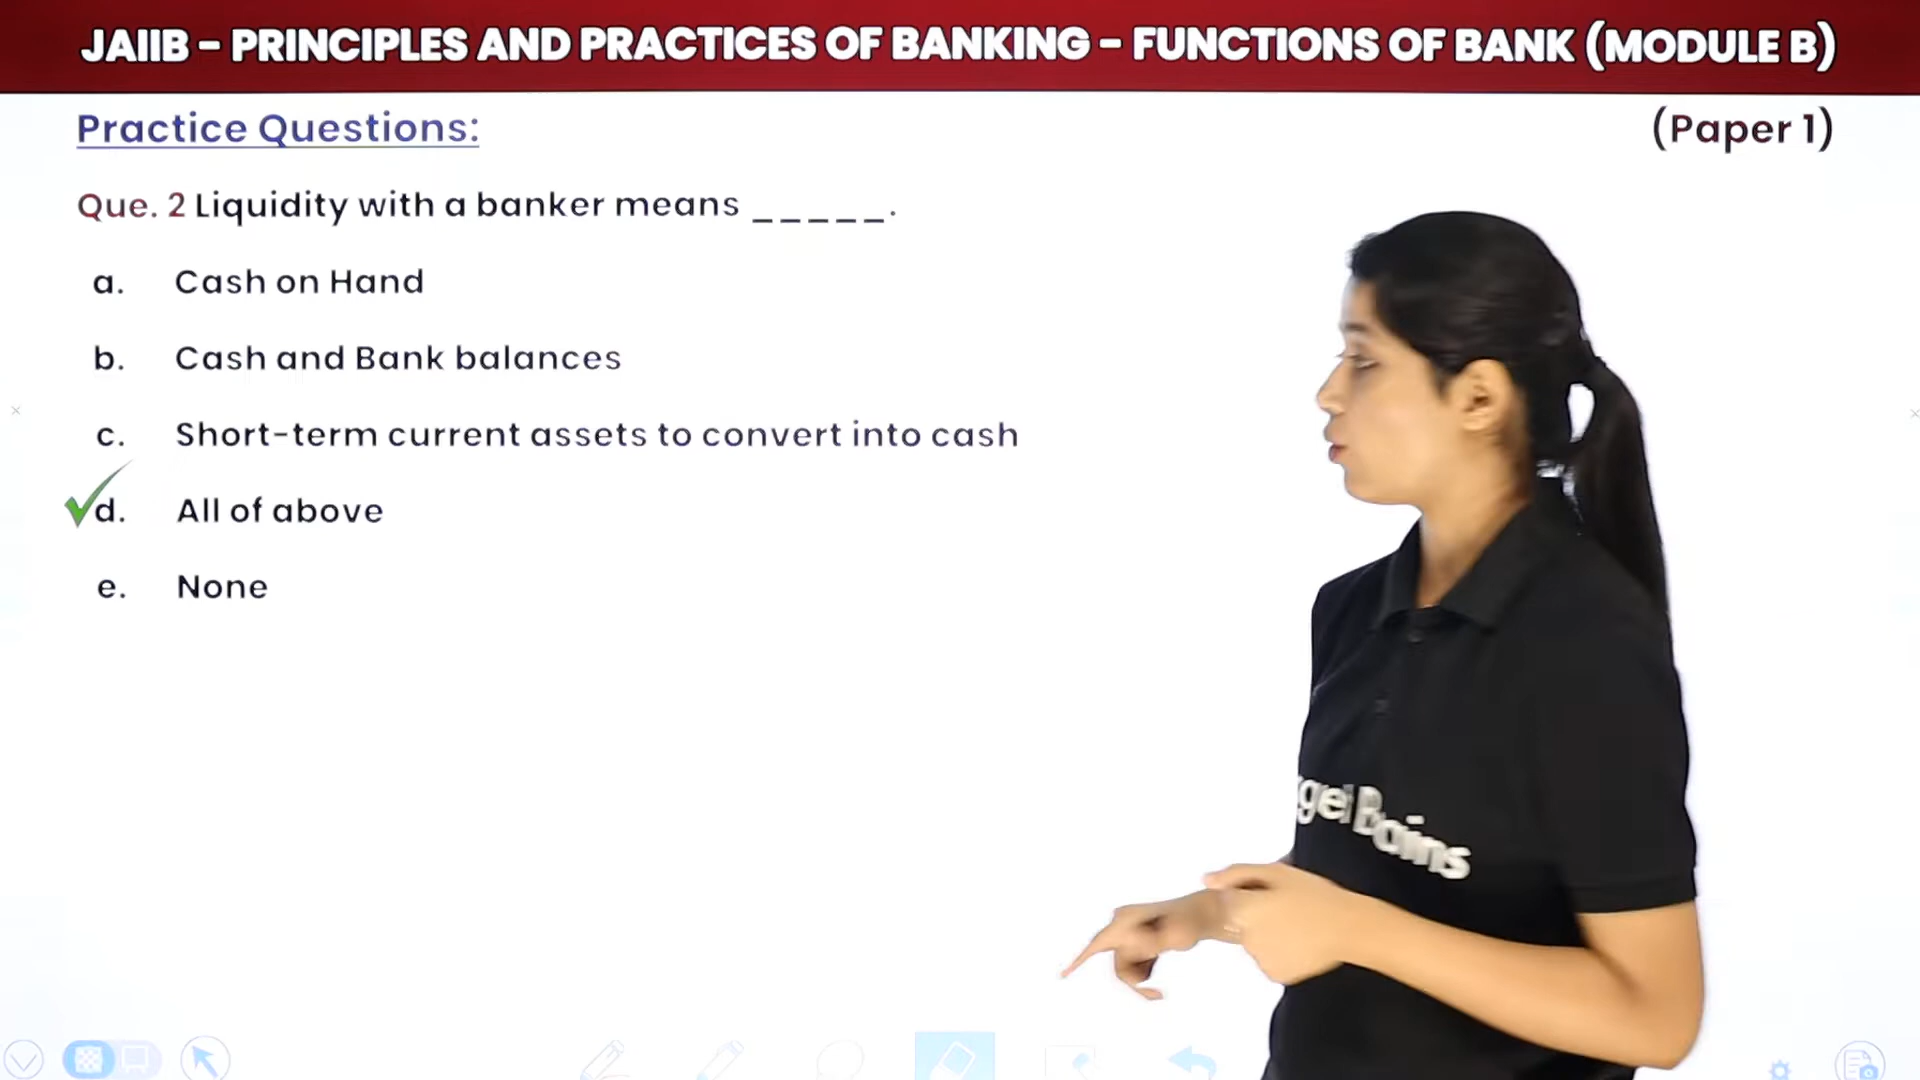 JAIIB - PRINCIPLES AND PRACTICES OF BANKING - FUNCTIONS OF BANK (MODULE B)
Practice Questions:
(Paper 1)
Que. 2 Liquidity with a banker means _ _ _ _ _.
a. Cash on Hand
b. Cash and Bank balances
c. Short-term current assets to convert into cash
d. All of above
e. None